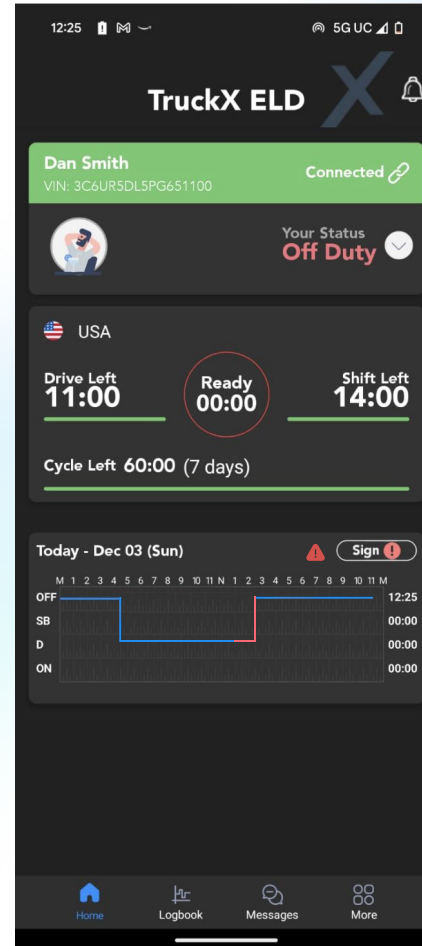 12:25 5G UC
TruckX ELD
Dan Smith
VIN: 3C6UR5DL5PG651100
Connected
Your Status
Off Duty
USA
Drive Left
11:00
Ready
00:00
Shift Left
14:00
Cycle Left 60:00 (7 days)
Today - Dec 03 (Sun) Sign
M 1 2 3 4 5 6 7 8 9 10 11 N 1 2 3 4 5 6 7 8 9 10 11 M
OFF 12:25
SB 00:00
D 00:00
ON 00:00
Home Logbook Messages More